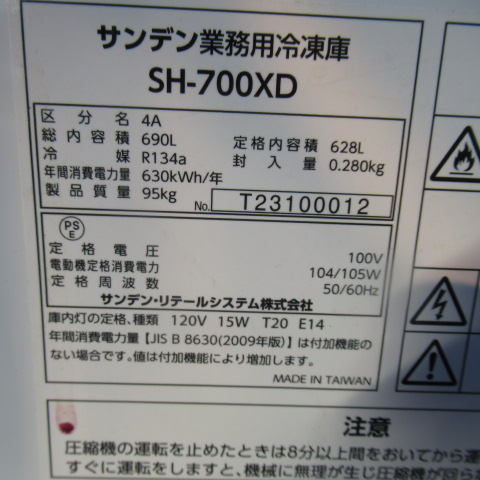 サンデン業務用冷凍庫
SH-700XD
区分名 4A
総内容積 690L 定格内容積 628L
冷媒 R134a 封入量 0.280kg
年間消費電力量 630kWh/年
製品質量 95kg No. T23100012
PS
E
定格電圧 100V
電動機定格消費電力 104/105W
定格周波数 50/60Hz
サンデン・リテールシステム株式会社
庫内灯の定格、種類 120V 15W T20 E14
年間消費電力量【JIS B 8630(2009年版)】は付加機能の
ない場合です。値は付加機能により増加します。
MADE IN TAIWAN
注意
圧縮機の運転を止めたときは8分以上間をおいてから運
すぐに運転をしますと、機械に無理が生じ圧縮機が回らな